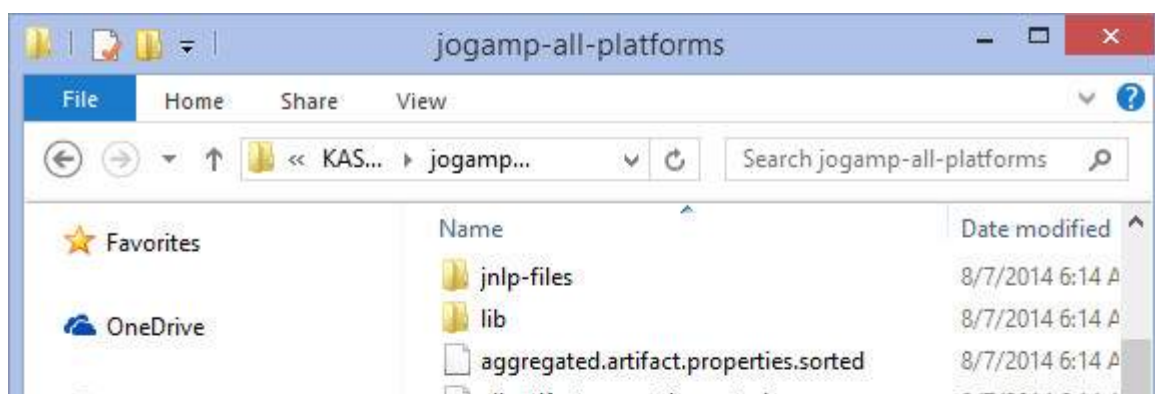 jogamp-all-platforms
File Home Share View
« KAS... jogamp... Search jogamp-all-platforms
Name Date modified
Favorites
jnlp-files 8/7/2014 6:14 A
lib 8/7/2014 6:14 A
OneDrive
aggregated.artifact.properties.sorted 8/7/2014 6:14 A